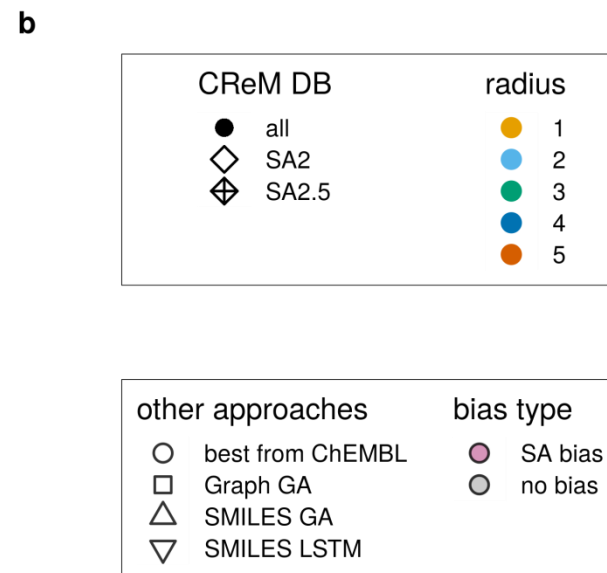 b
CReM DB radius
all 1
SA2 2
SA2.5 3
4
5
other approaches bias type
best from ChEMBL SA bias
Graph GA no bias
SMILES GA
SMILES LSTM